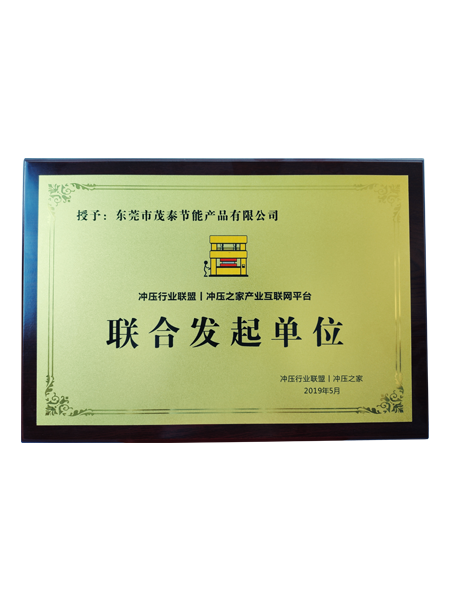 授予：东莞市茂泰节能产品有限公司
冲压行业联盟丨冲压之家产业互联网平台
联合发起单位
冲压行业联盟丨冲压之家
2019年5月